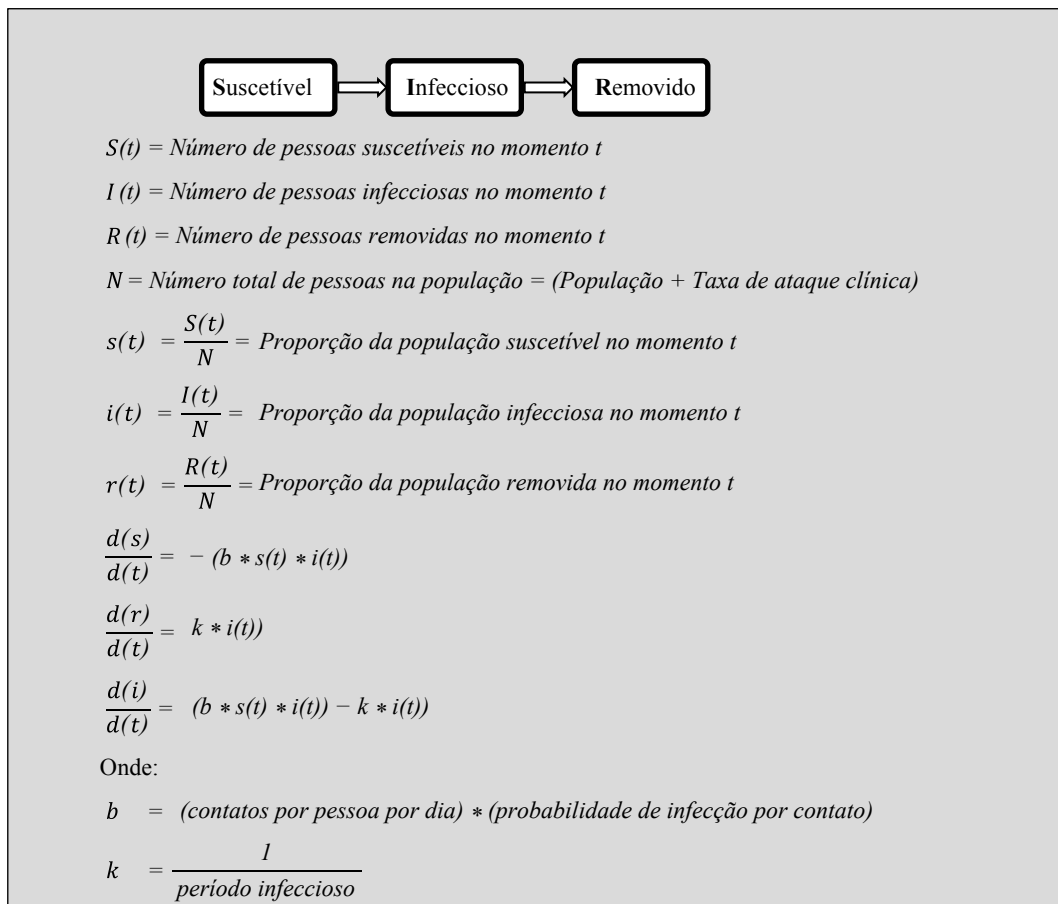 Suscetível Infeccioso Removido
S(t) = Número de pessoas suscetíveis no momento t
I (t) = Número de pessoas infecciosas no momento t
R (t) = Número de pessoas removidas no momento t
N = Número total de pessoas na população = (População + Taxa de ataque clínica)
s(t) = S(t)/N = Proporção da população suscetível no momento t
i(t) = I(t)/N = Proporção da população infecciosa no momento t
r(t) = R(t)/N = Proporção da população removida no momento t
d(s)/d(t) = − (b * s(t) * i(t))
d(r)/d(t) = k * i(t))
d(i)/d(t) = (b * s(t) * i(t)) − k * i(t))
Onde:
b = (contatos por pessoa por dia) * (probabilidade de infecção por contato)
k = 1/período infeccioso